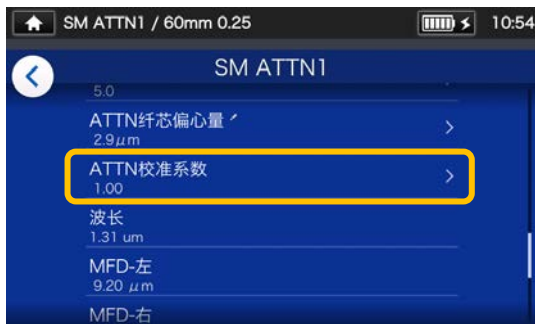 SM ATTN1 / 60mm 0.25 10:54
SM ATTN1
5.0
ATTN纤芯偏心量
2.9μm
ATTN校准系数
1.00
波长
1.31 um
MFD-左
9.20 μm
MFD-右